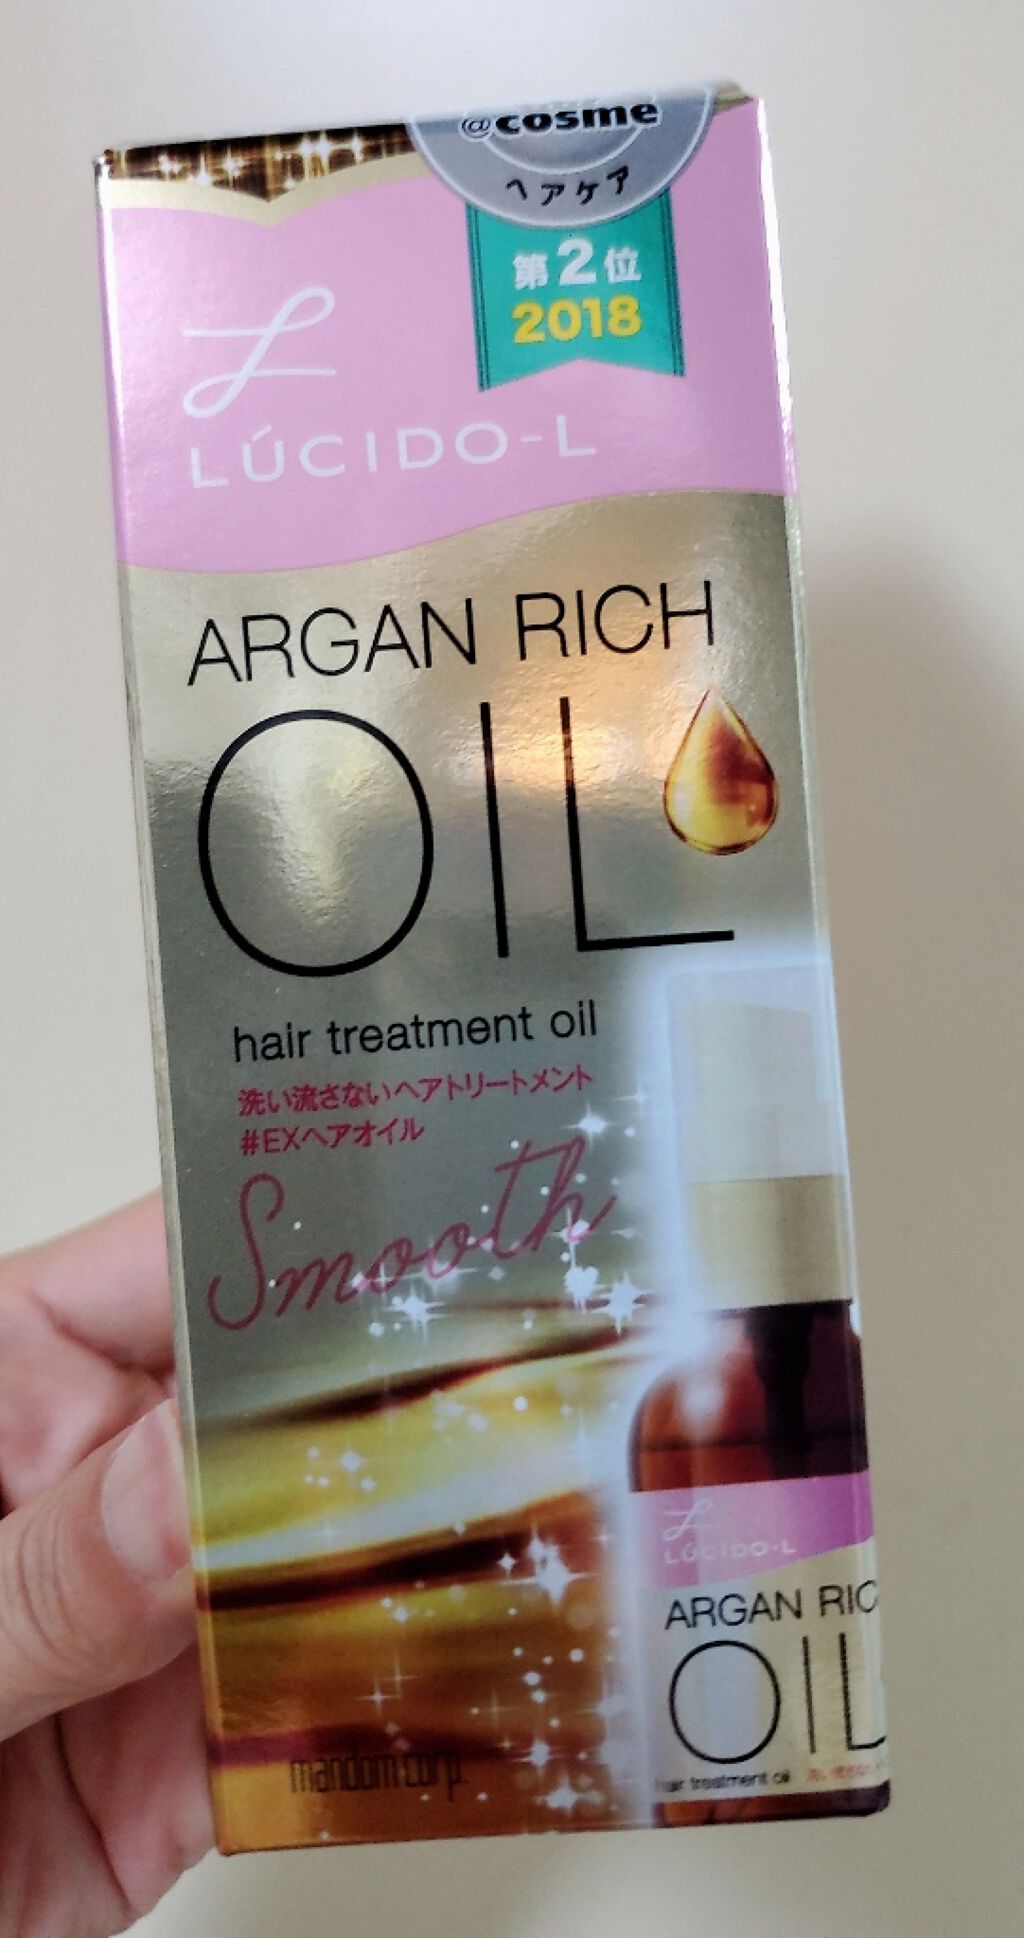 @cosme
ヘアケア
第2位
2018
L
LÚCIDO-L
ARGAN RICH
OIL
hair treatment oil
洗い流さないヘアトリートメント
#EXヘアオイル
Smooth
L
LÚCIDO-L
ARGAN RIC
OIL
hair treatment oil
mandom corp.